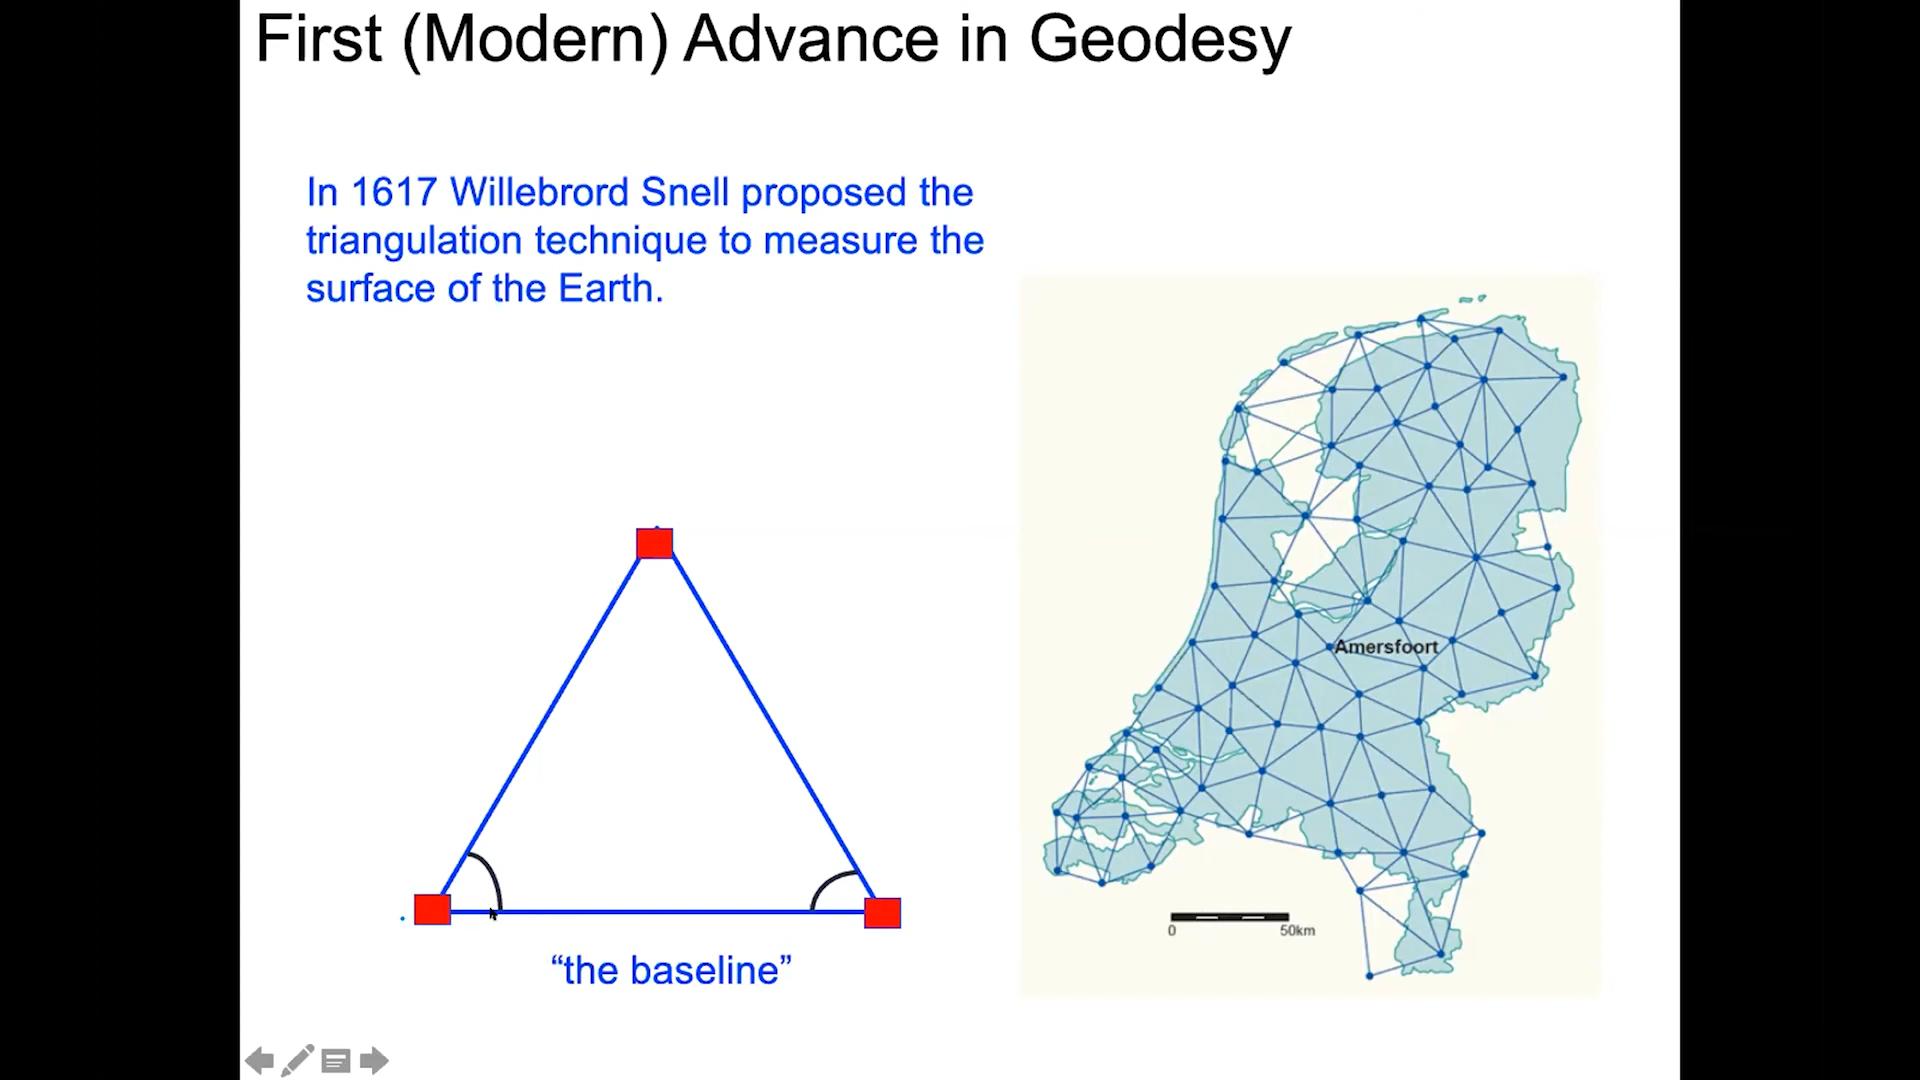 First (Modern) Advance in Geodesy
In 1617 Willebrord Snell proposed the
triangulation technique to measure the
surface of the Earth.
Amersfoort
0 50km
“the baseline”